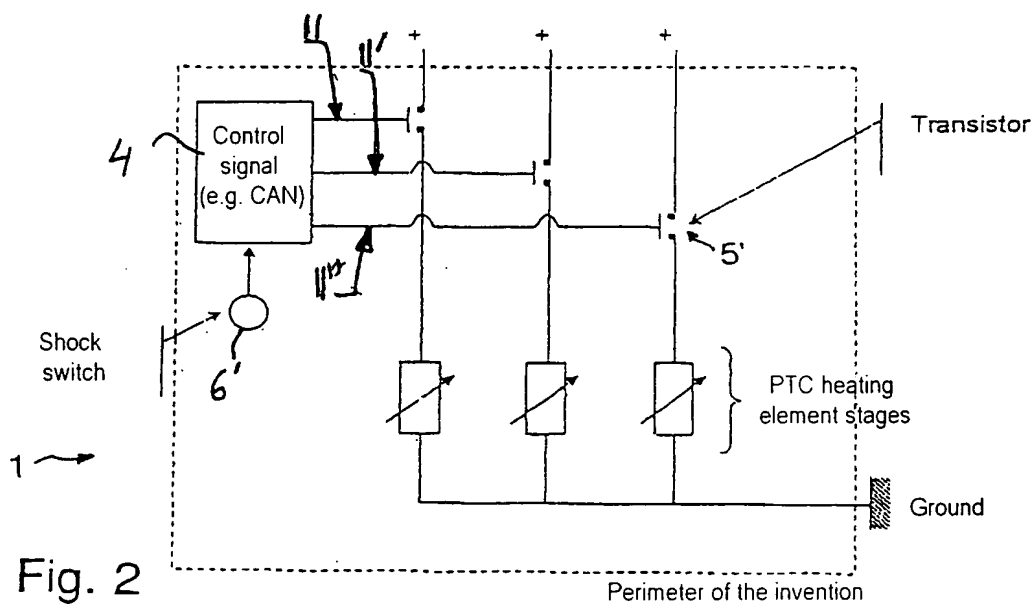 11
11'
+
+
+
Transistor
4
Control
signal
(e.g. CAN)
5'
11"
Shock
switch
6'
PTC heating
element stages
1
Ground
Fig. 2
Perimeter of the invention